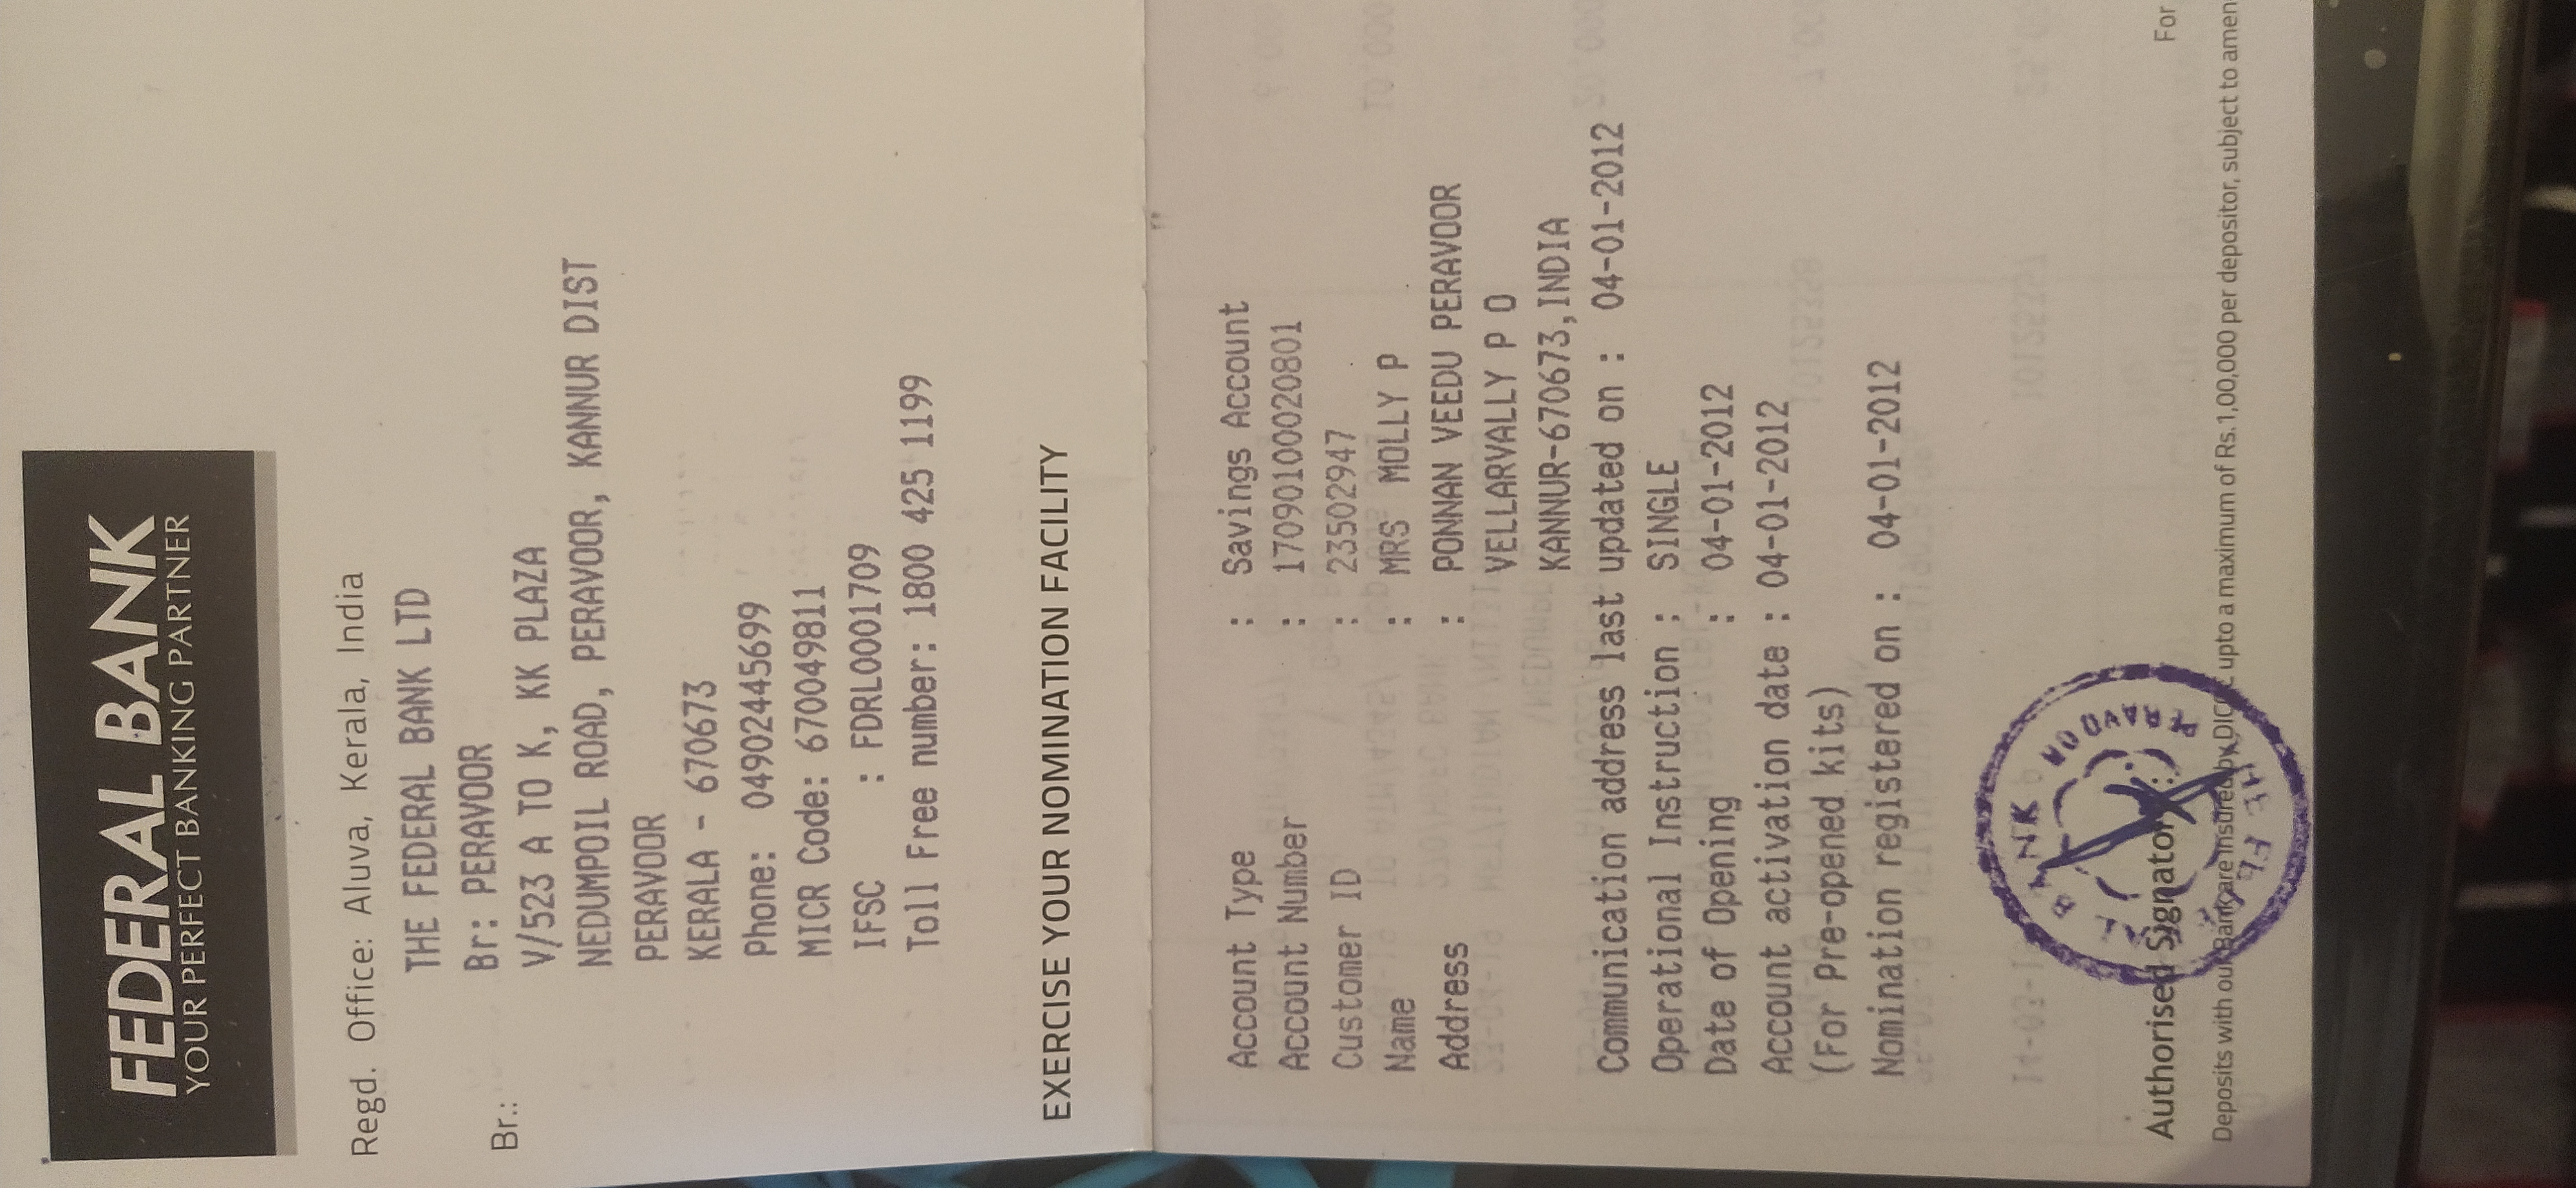 FEDERAL BANK
YOUR PERFECT BANKING PARTNER
Regd. Office: Aluva, Kerala, India
THE FEDERAL BANK LTD
Br.: Br: PERAVOOR
V/523 A TO K, KK PLAZA
NEDUMPOIL ROAD, PERAVOOR, KANNUR DIST
PERAVOOR
KERALA - 670673
Phone: 04902445699
MICR Code: 670049811
IFSC : FDRL0001709
Toll Free number: 1800 425 1199
EXERCISE YOUR NOMINATION FACILITY
Account Type : Savings Account
Account Number : 17090100020801
Customer ID : 23502947
Name : MRS MOLLY P
Address : PONNAN VEEDU PERAVOOR
VELLARVALLY P O
KANNUR-670673,INDIA
Communication address last updated on : 04-01-2012
Operational Instruction : SINGLE
Date of Opening : 04-01-2012
Account activation date : 04-01-2012
(For Pre-opened kits)
Nomination registered on : 04-01-2012
THE FEDERAL BANK PERAVOOR
Authorised Signatory : For
Deposits with our Bank are insured by DICGC upto a maximum of Rs.1,00,000 per depositor, subject to amen